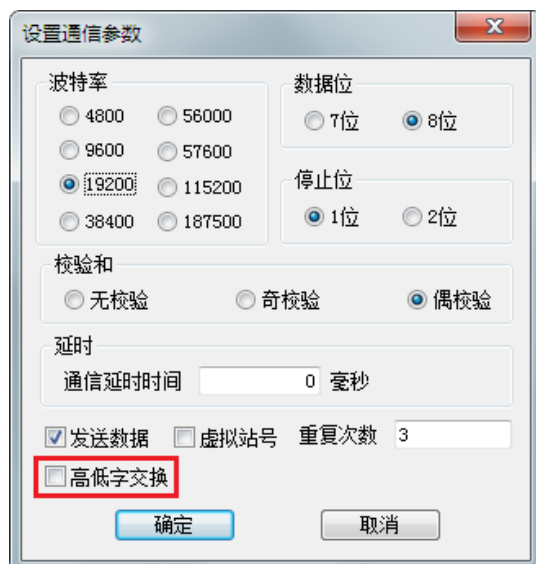 设置通信参数
波特率
4800
56000
9600
57600
19200
115200
38400
187500
数据位
7位
8位
停止位
1位
2位
校验和
无校验
奇校验
偶校验
延时
通信延时时间 0 毫秒
发送数据
虚拟站号
重复次数 3
高低字交换
确定
取消